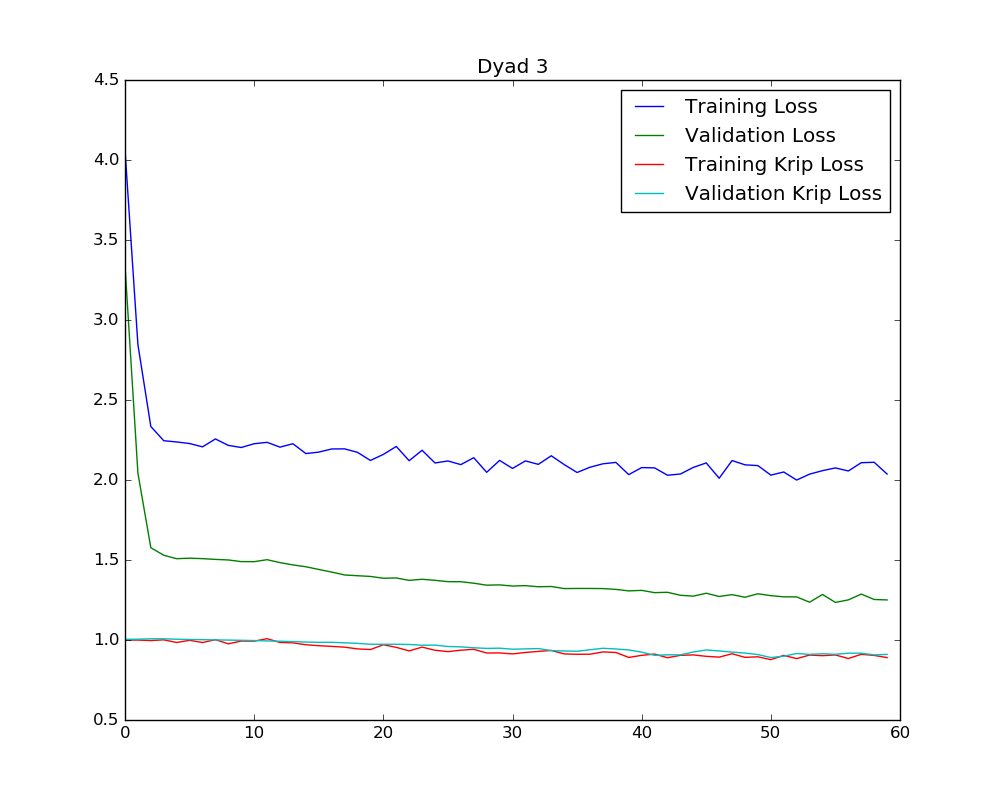 Dyad 3
4.5
4.0
3.5
3.0
2.5
2.0
1.5
1.0
0.5
0 10 20 30 40 50 60
Training Loss
Validation Loss
Training Krip Loss
Validation Krip Loss